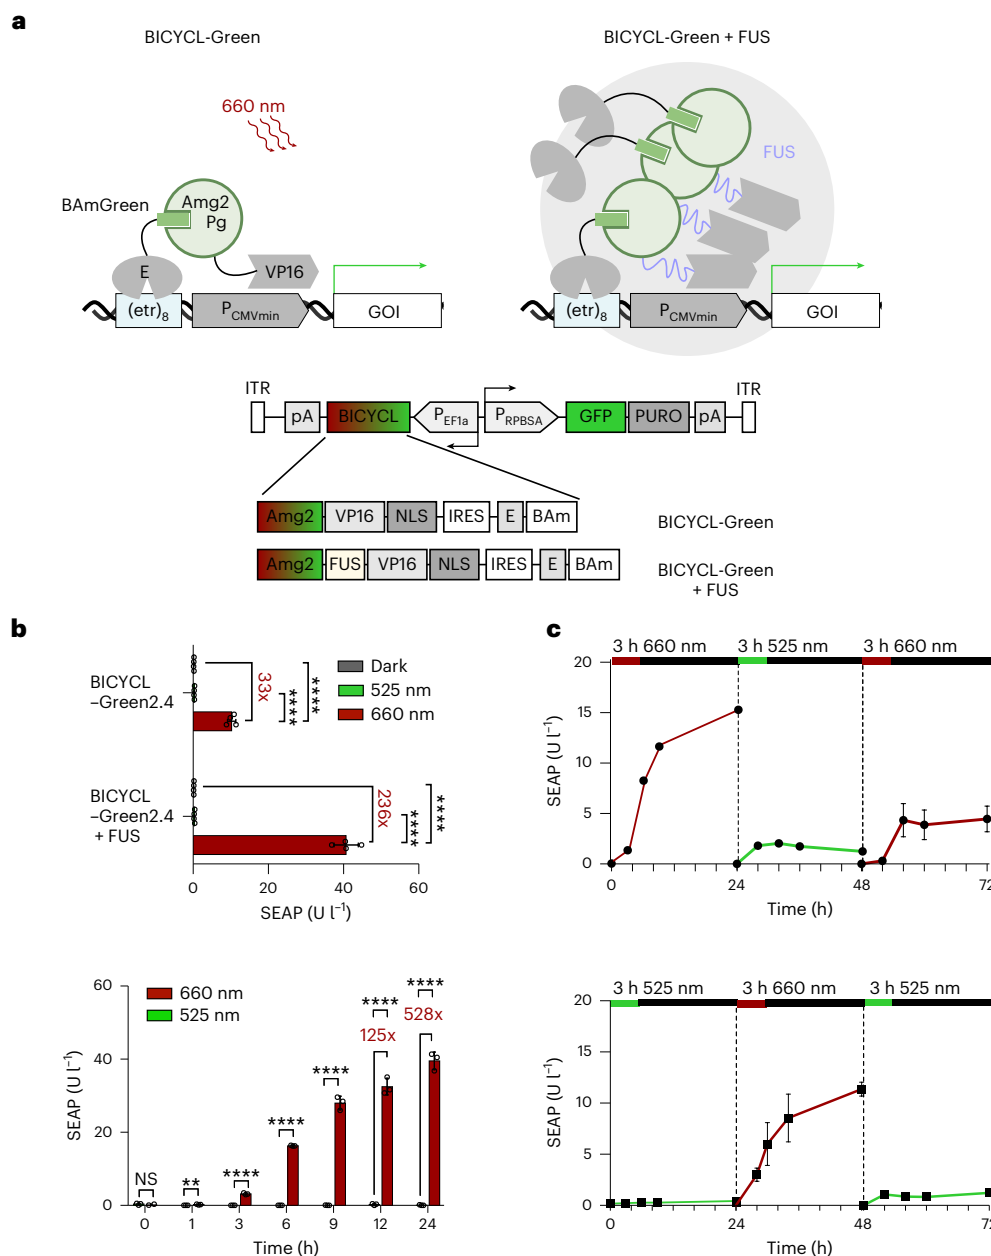 a
BICYCL-Green
BICYCL-Green + FUS
660 nm
FUS
BAmGreen
Amg2
Pg
E
VP16
(etr)8
PCMVmin
GOI
(etr)8
PCMVmin
GOI
ITR
ITR
pA
BICYCL
PEF1a
PRPBSA
GFP
PURO
pA
Amg2
VP16
NLS
IRES
E
BAm
BICYCL-Green
Amg2
FUS
VP16
NLS
IRES
E
BAm
BICYCL-Green
+ FUS
b
BICYCL
–Green2.4
33x
****
****
Dark
525 nm
660 nm
BICYCL
–Green2.4
+ FUS
236x
****
****
0
20
40
60
SEAP (U l⁻¹)
660 nm
525 nm
SEAP (U l⁻¹)
60
40
20
0
NS
**
****
****
****
****
125x
****
528x
0
1
3
6
9
12
24
Time (h)
c
3 h 660 nm
3 h 525 nm
3 h 660 nm
SEAP (U l⁻¹)
20
15
10
5
0
0
24
48
72
Time (h)
3 h 525 nm
3 h 660 nm
3 h 525 nm
SEAP (U l⁻¹)
20
15
10
5
0
0
24
48
72
Time (h)